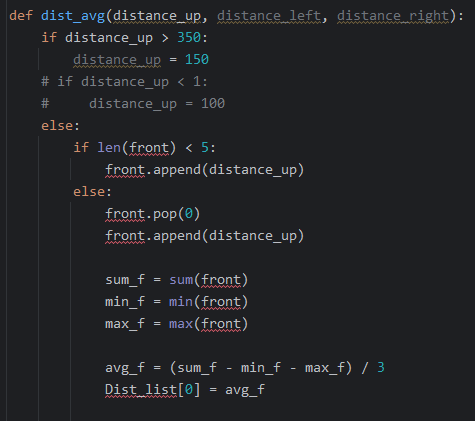 def dist_avg(distance_up, distance_left, distance_right):
    if distance_up > 350:
        distance_up = 150
    # if distance_up < 1:
    #     distance_up = 100
    else:
        if len(front) < 5:
            front.append(distance_up)
        else:
            front.pop(0)
            front.append(distance_up)

            sum_f = sum(front)
            min_f = min(front)
            max_f = max(front)

            avg_f = (sum_f - min_f - max_f) / 3
            Dist_list[0] = avg_f